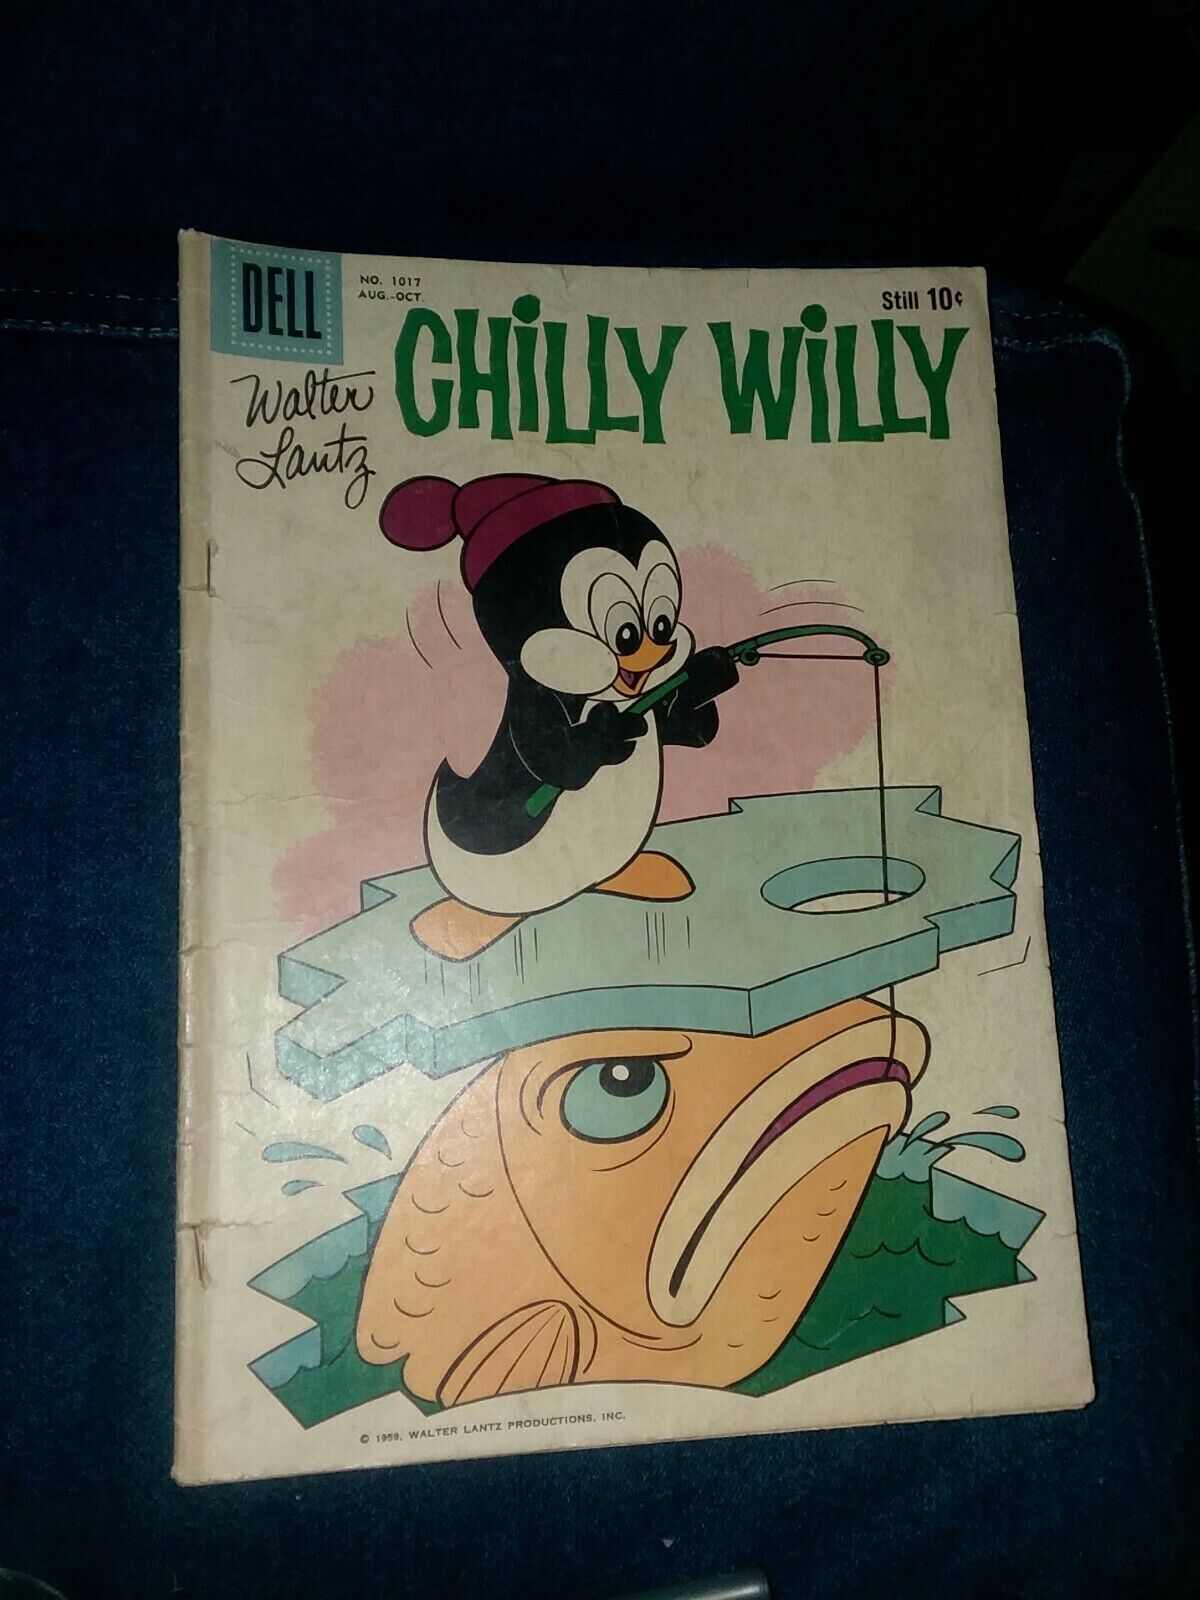 DELL
NO. 1017
AUG.-OCT.
Still 10¢
Walter
Lantz
CHiLLY WiLLY
© 1959, WALTER LANTZ PRODUCTIONS, INC.